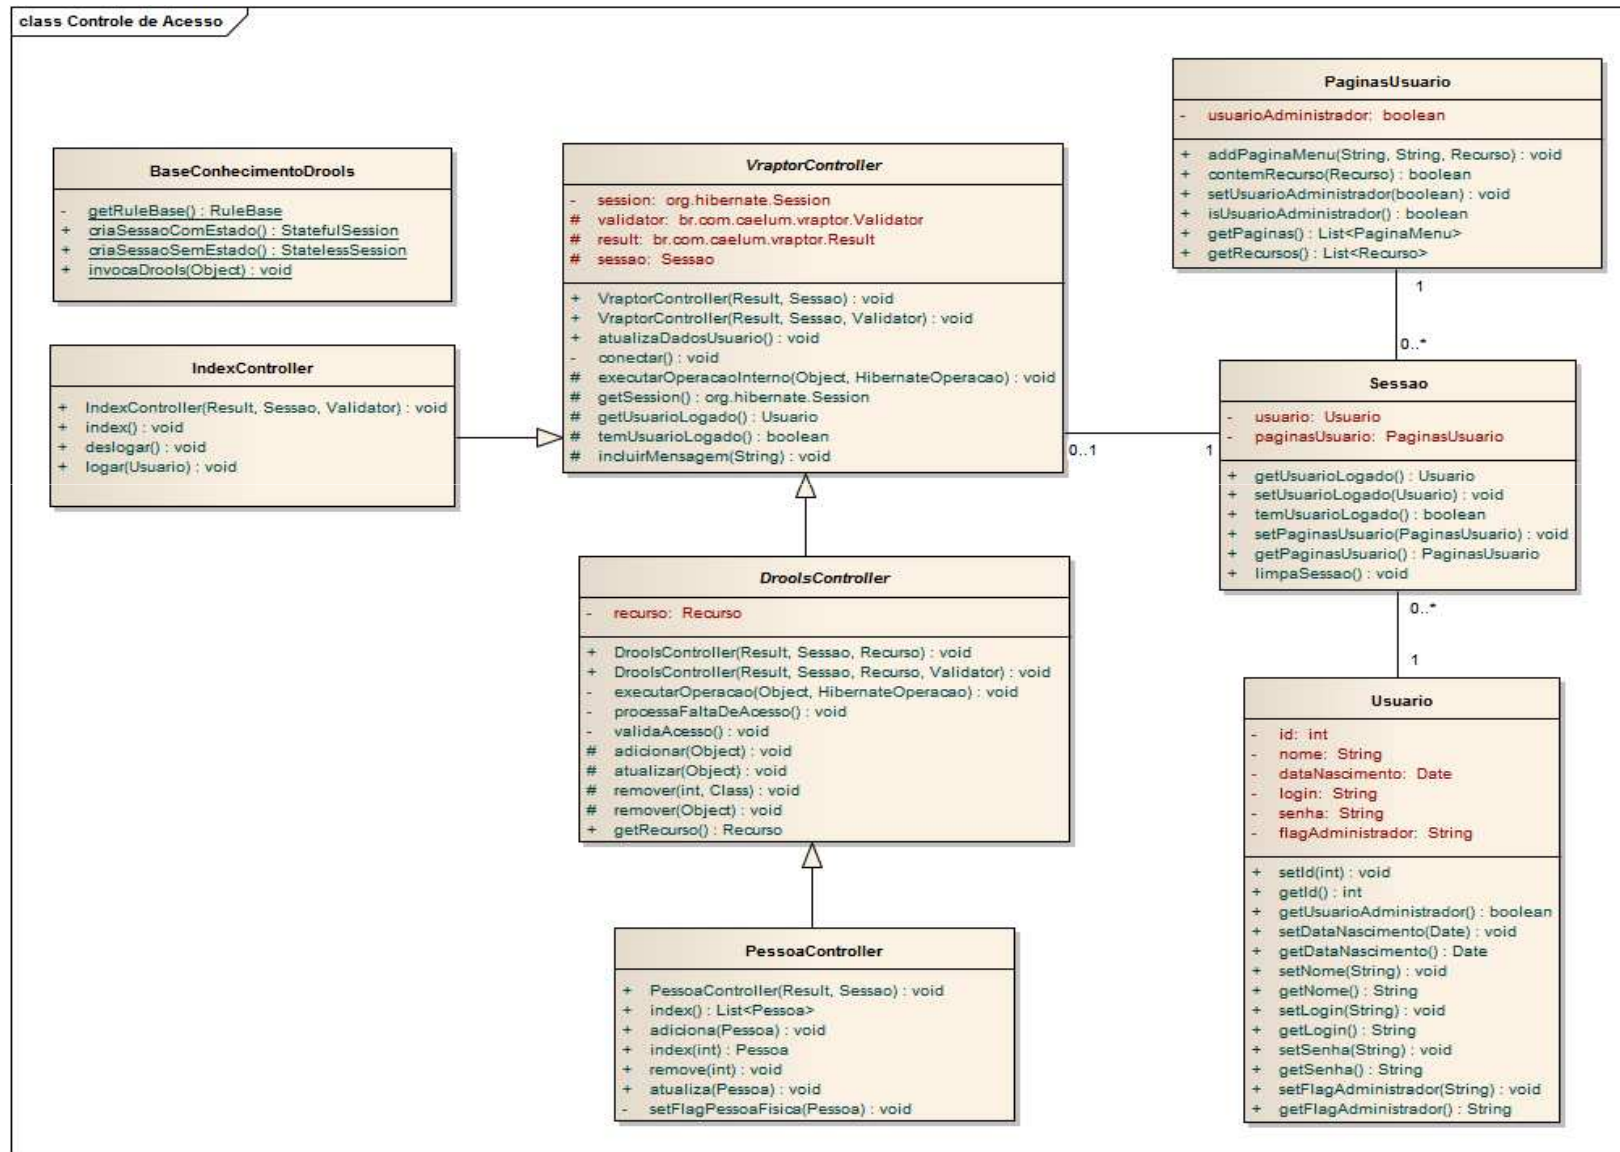 class Controle de Acesso
PaginasUsuario
- usuarioAdministrador: boolean
+ addPaginaMenu(String, String, Recurso) : void
+ contemRecurso(Recurso) : boolean
+ setUsuarioAdministrador(boolean) : void
+ isUsuarioAdministrador() : boolean
+ getPaginas() : List<PaginaMenu>
+ getRecursos() : List<Recurso>
BaseConhecimentoDrools
- getRuleBase() : RuleBase
+ criaSessaoComEstado() : StatefulSession
+ criaSessaoSemEstado() : StatelessSession
+ invocaDrools(Object) : void
VraptorController
- session: org.hibernate.Session
# validator: br.com.caelum.vraptor.Validator
# result: br.com.caelum.vraptor.Result
# sessao: Sessao
+ VraptorController(Result, Sessao) : void
+ VraptorController(Result, Sessao, Validator) : void
+ atualizaDadosUsuario() : void
- conectar() : void
# executarOperacaoInterno(Object, HibernateOperacao) : void
# getSession() : org.hibernate.Session
# getUsuarioLogado() : Usuario
# temUsuarioLogado() : boolean
# incluirMensagem(String) : void
1
0..*
IndexController
+ IndexController(Result, Sessao, Validator) : void
+ index() : void
+ deslogar() : void
+ logar(Usuario) : void
0..1
1
Sessao
- usuario: Usuario
- paginasUsuario: PaginasUsuario
+ getUsuarioLogado() : Usuario
+ setUsuarioLogado(Usuario) : void
+ temUsuarioLogado() : boolean
+ setPaginasUsuario(PaginasUsuario) : void
+ getPaginasUsuario() : PaginasUsuario
+ limpaSessao() : void
0..*
1
DroolsController
- recurso: Recurso
+ DroolsController(Result, Sessao, Recurso) : void
+ DroolsController(Result, Sessao, Recurso, Validator) : void
- executarOperacao(Object, HibernateOperacao) : void
- processaFaltaDeAcesso() : void
- validaAcesso() : void
# adicionar(Object) : void
# atualizar(Object) : void
# remover(int, Class) : void
# remover(Object) : void
+ getRecurso() : Recurso
Usuario
- id: int
- nome: String
- dataNascimento: Date
- login: String
- senha: String
- flagAdministrador: String
+ setId(int) : void
+ getId() : int
+ getUsuarioAdministrador() : boolean
+ setDataNascimento(Date) : void
+ getDataNascimento() : Date
+ setNome(String) : void
+ getNome() : String
+ setLogin(String) : void
+ getLogin() : String
+ setSenha(String) : void
+ getSenha() : String
+ setFlagAdministrador(String) : void
+ getFlagAdministrador() : String
PessoaController
+ PessoaController(Result, Sessao) : void
+ index() : List<Pessoa>
+ adiciona(Pessoa) : void
+ index(int) : Pessoa
+ remove(int) : void
+ atualiza(Pessoa) : void
- setFlagPessoaFisica(Pessoa) : void